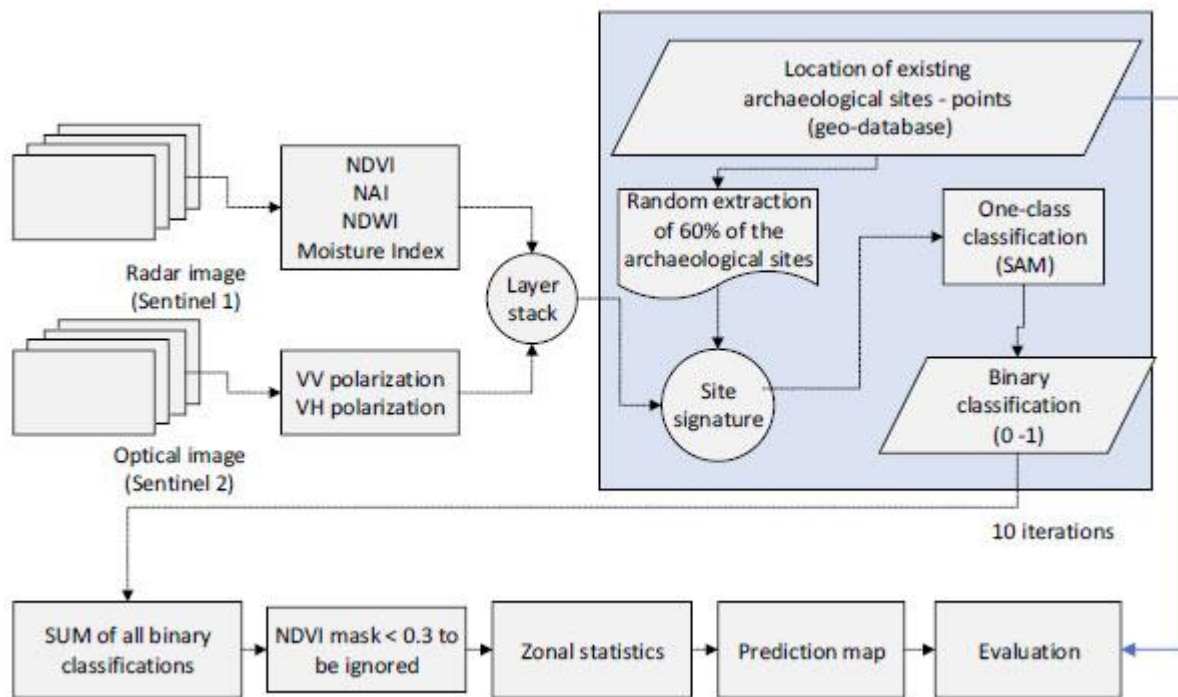 Location of existing
archaeological sites - points
(geo-database)
NDVI
NAI
NDWI
Moisture Index
Radar image
(Sentinel 1)
Layer
stack
Random extraction
of 60% of the
archaeological sites
One-class
classification
(SAM)
VV polarization
VH polarization
Optical image
(Sentinel 2)
Site
signature
Binary
classification
(0 -1)
10 iterations
SUM of all binary
classifications
NDVI mask < 0.3 to
be ignored
Zonal statistics
Prediction map
Evaluation